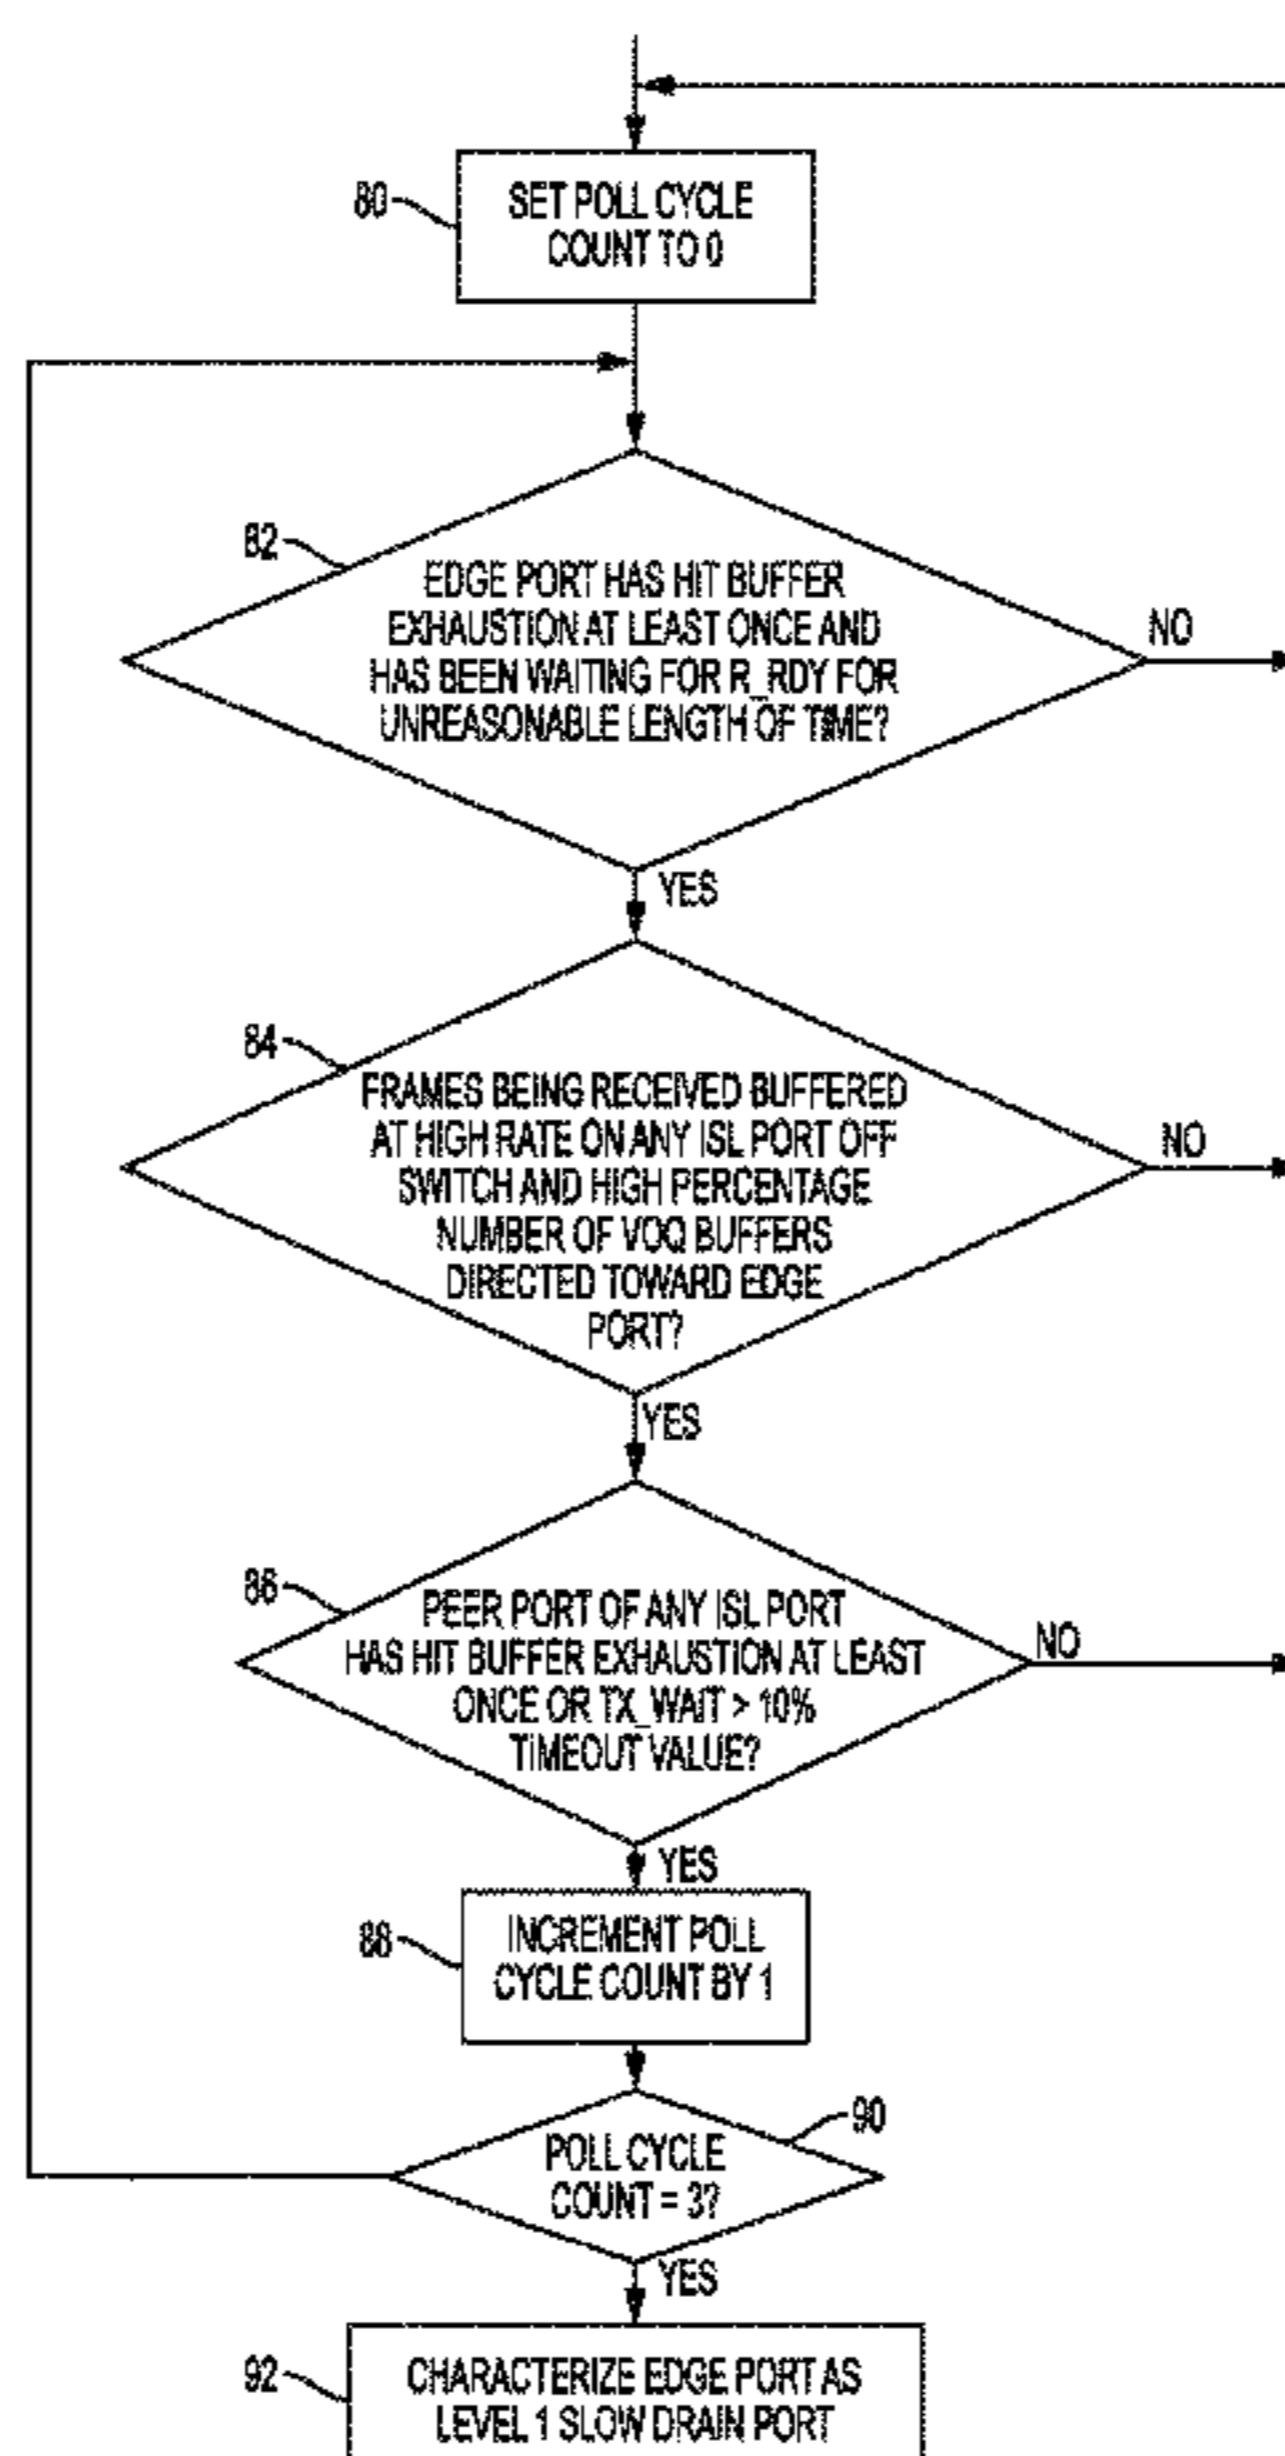 80
SET POLL CYCLE
COUNT TO 0
82
EDGE PORT HAS HIT BUFFER
EXHAUSTION AT LEAST ONCE AND
HAS BEEN WAITING FOR R_RDY FOR
UNREASONABLE LENGTH OF TIME?
NO
YES
84
FRAMES BEING RECEIVED BUFFERED
AT HIGH RATE ON ANY ISL PORT OFF
SWITCH AND HIGH PERCENTAGE
NUMBER OF VOQ BUFFERS
DIRECTED TOWARD EDGE
PORT?
NO
YES
86
PEER PORT OF ANY ISL PORT
HAS HIT BUFFER EXHAUSTION AT LEAST
ONCE OR TX_WAIT > 10%
TIMEOUT VALUE?
NO
YES
88
INCREMENT POLL
CYCLE COUNT BY 1
90
POLL CYCLE
COUNT = 3?
YES
92
CHARACTERIZE EDGE PORT AS
LEVEL 1 SLOW DRAIN PORT